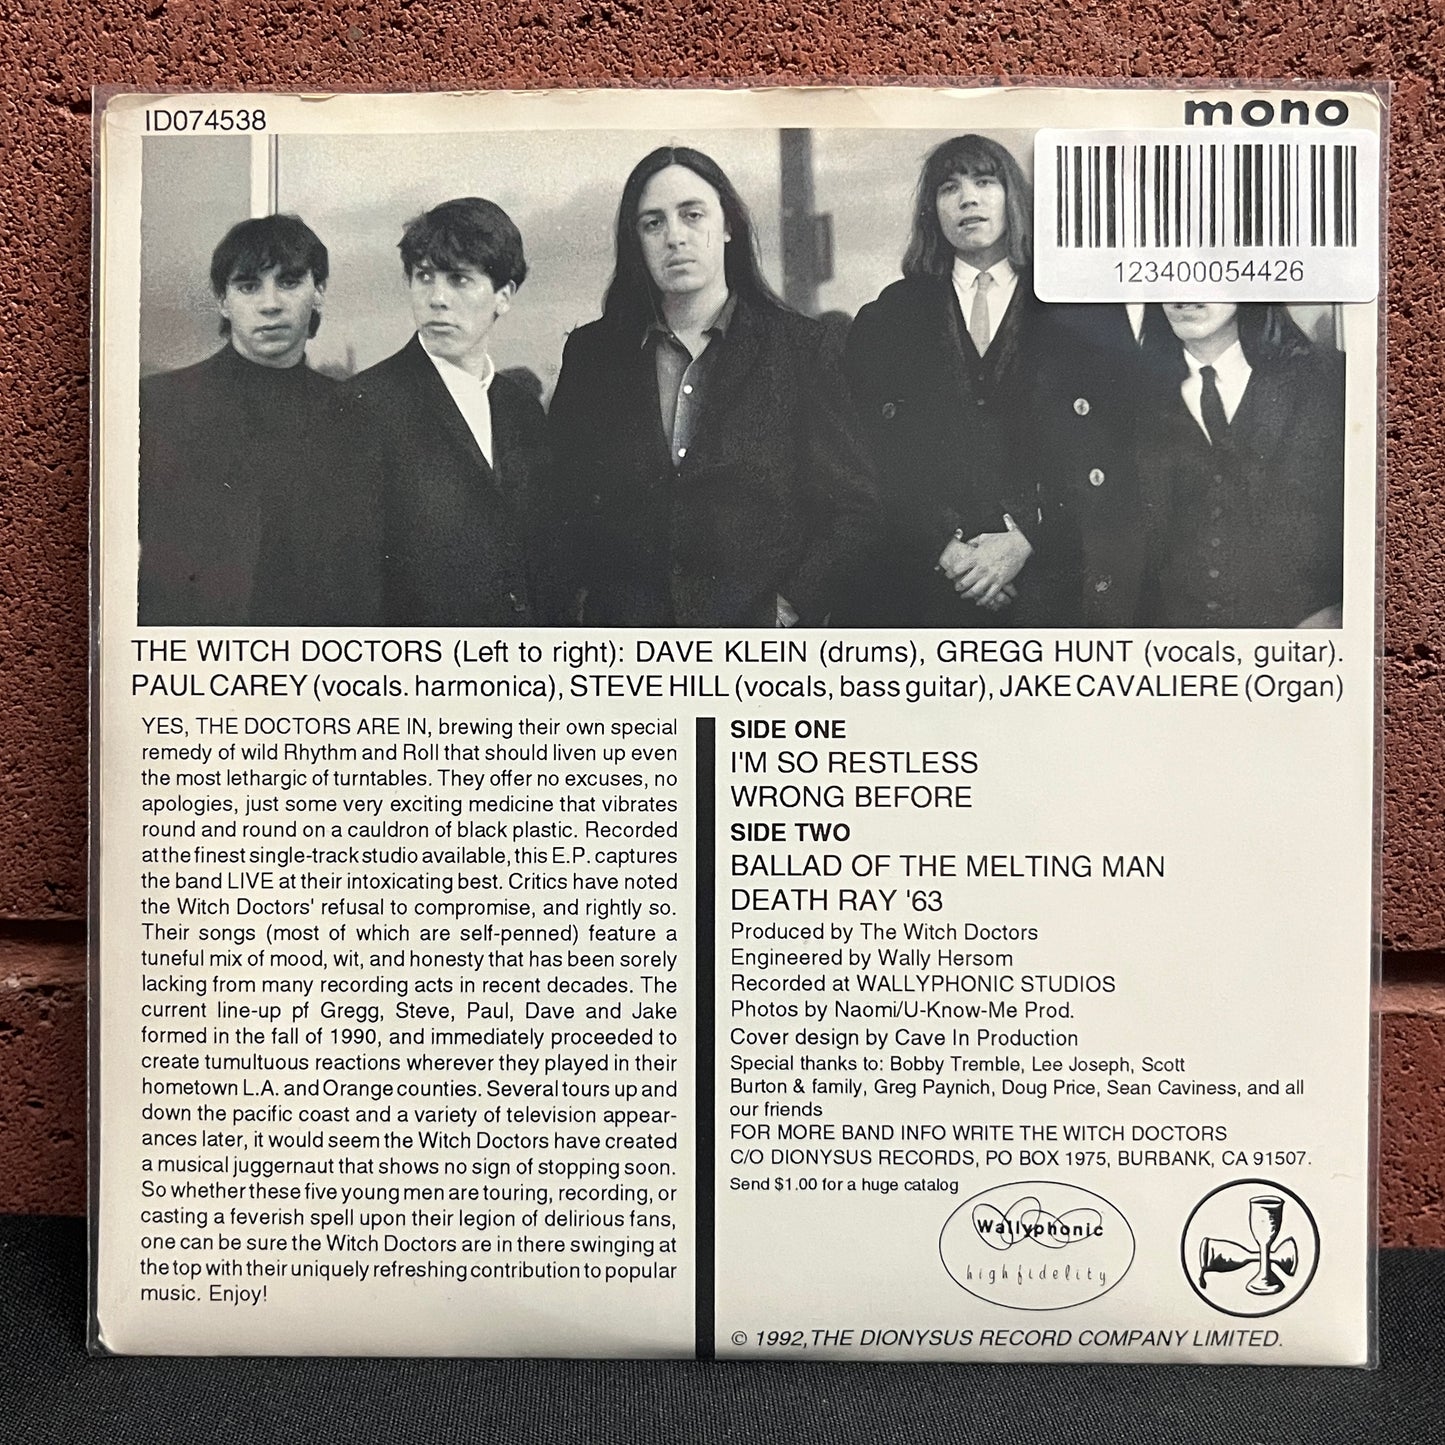 ID074538
mono
123400054426
THE WITCH DOCTORS (Left to right): DAVE KLEIN (drums), GREGG HUNT (vocals, guitar).
PAUL CAREY (vocals. harmonica), STEVE HILL (vocals, bass guitar), JAKE CAVALIERE (Organ)
YES, THE DOCTORS ARE IN, brewing their own special
remedy of wild Rhythm and Roll that should liven up even
the most lethargic of turntables. They offer no excuses, no
apologies, just some very exciting medicine that vibrates
round and round on a cauldron of black plastic. Recorded
at the finest single-track studio available, this E.P. captures
the band LIVE at their intoxicating best. Critics have noted
the Witch Doctors' refusal to compromise, and rightly so.
Their songs (most of which are self-penned) feature a
tuneful mix of mood, wit, and honesty that has been sorely
lacking from many recording acts in recent decades. The
current line-up pf Gregg, Steve, Paul, Dave and Jake
formed in the fall of 1990, and immediately proceeded to
create tumultuous reactions wherever they played in their
hometown L.A. and Orange counties. Several tours up and
down the pacific coast and a variety of television appear-
ances later, it would seem the Witch Doctors have created
a musical juggernaut that shows no sign of stopping soon.
So whether these five young men are touring, recording, or
casting a feverish spell upon their legion of delirious fans,
one can be sure the Witch Doctors are in there swinging at
the top with their uniquely refreshing contribution to popular
music. Enjoy!
SIDE ONE
I'M SO RESTLESS
WRONG BEFORE
SIDE TWO
BALLAD OF THE MELTING MAN
DEATH RAY '63
Produced by The Witch Doctors
Engineered by Wally Hersom
Recorded at WALLYPHONIC STUDIOS
Photos by Naomi/U-Know-Me Prod.
Cover design by Cave In Production
Special thanks to: Bobby Tremble, Lee Joseph, Scott
Burton & family, Greg Paynich, Doug Price, Sean Caviness, and all
our friends
FOR MORE BAND INFO WRITE THE WITCH DOCTORS
C/O DIONYSUS RECORDS, PO BOX 1975, BURBANK, CA 91507.
Send $1.00 for a huge catalog
Wallyphonic
high fidelity
© 1992, THE DIONYSUS RECORD COMPANY LIMITED.